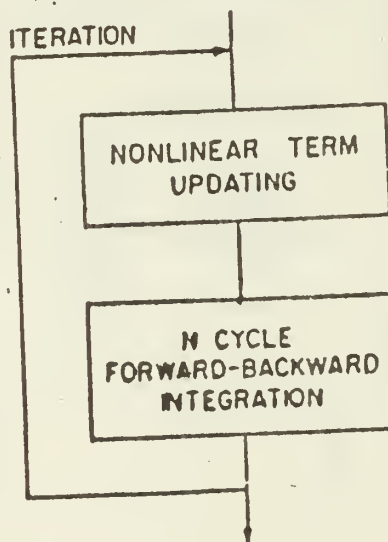 ITERATION
NONLINEAR TERM
UPDATING
N CYCLE
FORWARD-BACKWARD
INTEGRATION